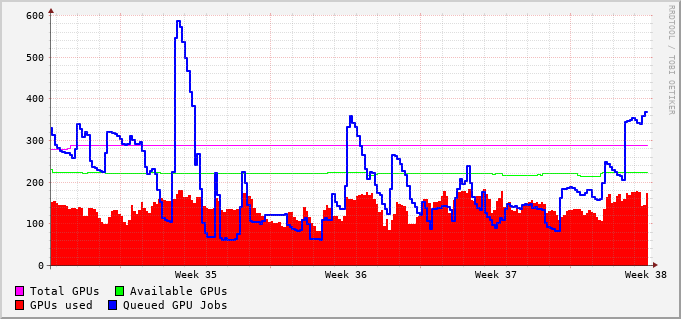 600
500
400
300
200
100
0
Week 35 Week 36 Week 37 Week 38
Total GPUs Available GPUs
GPUs used Queued GPU Jobs
RRDTOOL / TOBI OETIKER